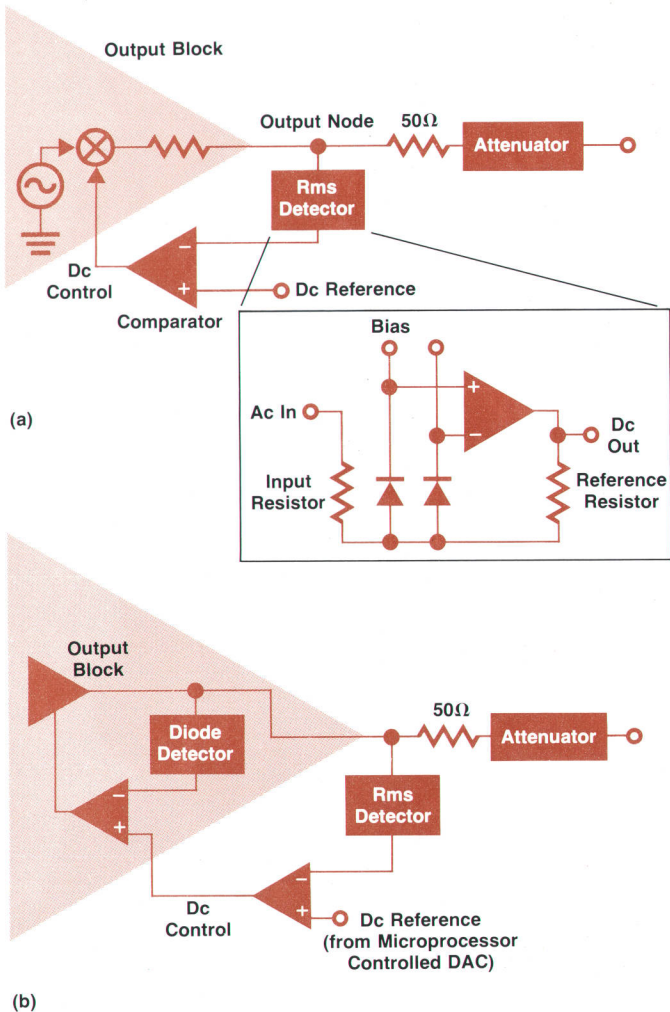 Output Block
Output Node
50Ω
Attenuator
Rms
Detector
−
+
Dc
Control
Dc Reference
Comparator
(a)
Bias
Ac In
+
−
Dc
Out
Input
Resistor
Reference
Resistor
Output
Block
50Ω
Attenuator
Diode
Detector
−
+
Rms
Detector
−
+
Dc
Control
Dc Reference
(from Microprocessor
Controlled DAC)
(b)